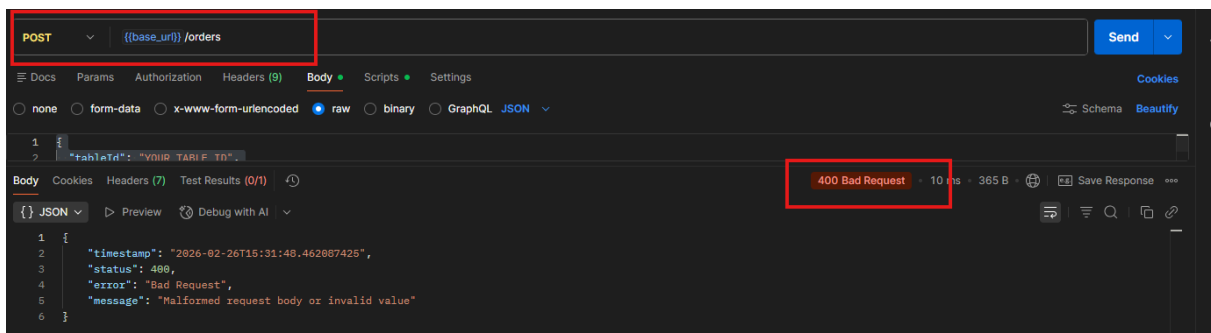 POST {{base_url}} /orders Send
Docs Params Authorization Headers (9) Body Scripts Settings Cookies
none form-data x-www-form-urlencoded raw binary GraphQL JSON Schema Beautify
1 {
2 "tableId": "YOUR TABLE ID",
Body Cookies Headers (7) Test Results (0/1) 400 Bad Request • 10 ms • 365 B • e.g. Save Response
{} JSON Preview Debug with AI
1 {
2 "timestamp": "2026-02-26T15:31:48.462087425",
3 "status": 400,
4 "error": "Bad Request",
5 "message": "Malformed request body or invalid value"
6 }